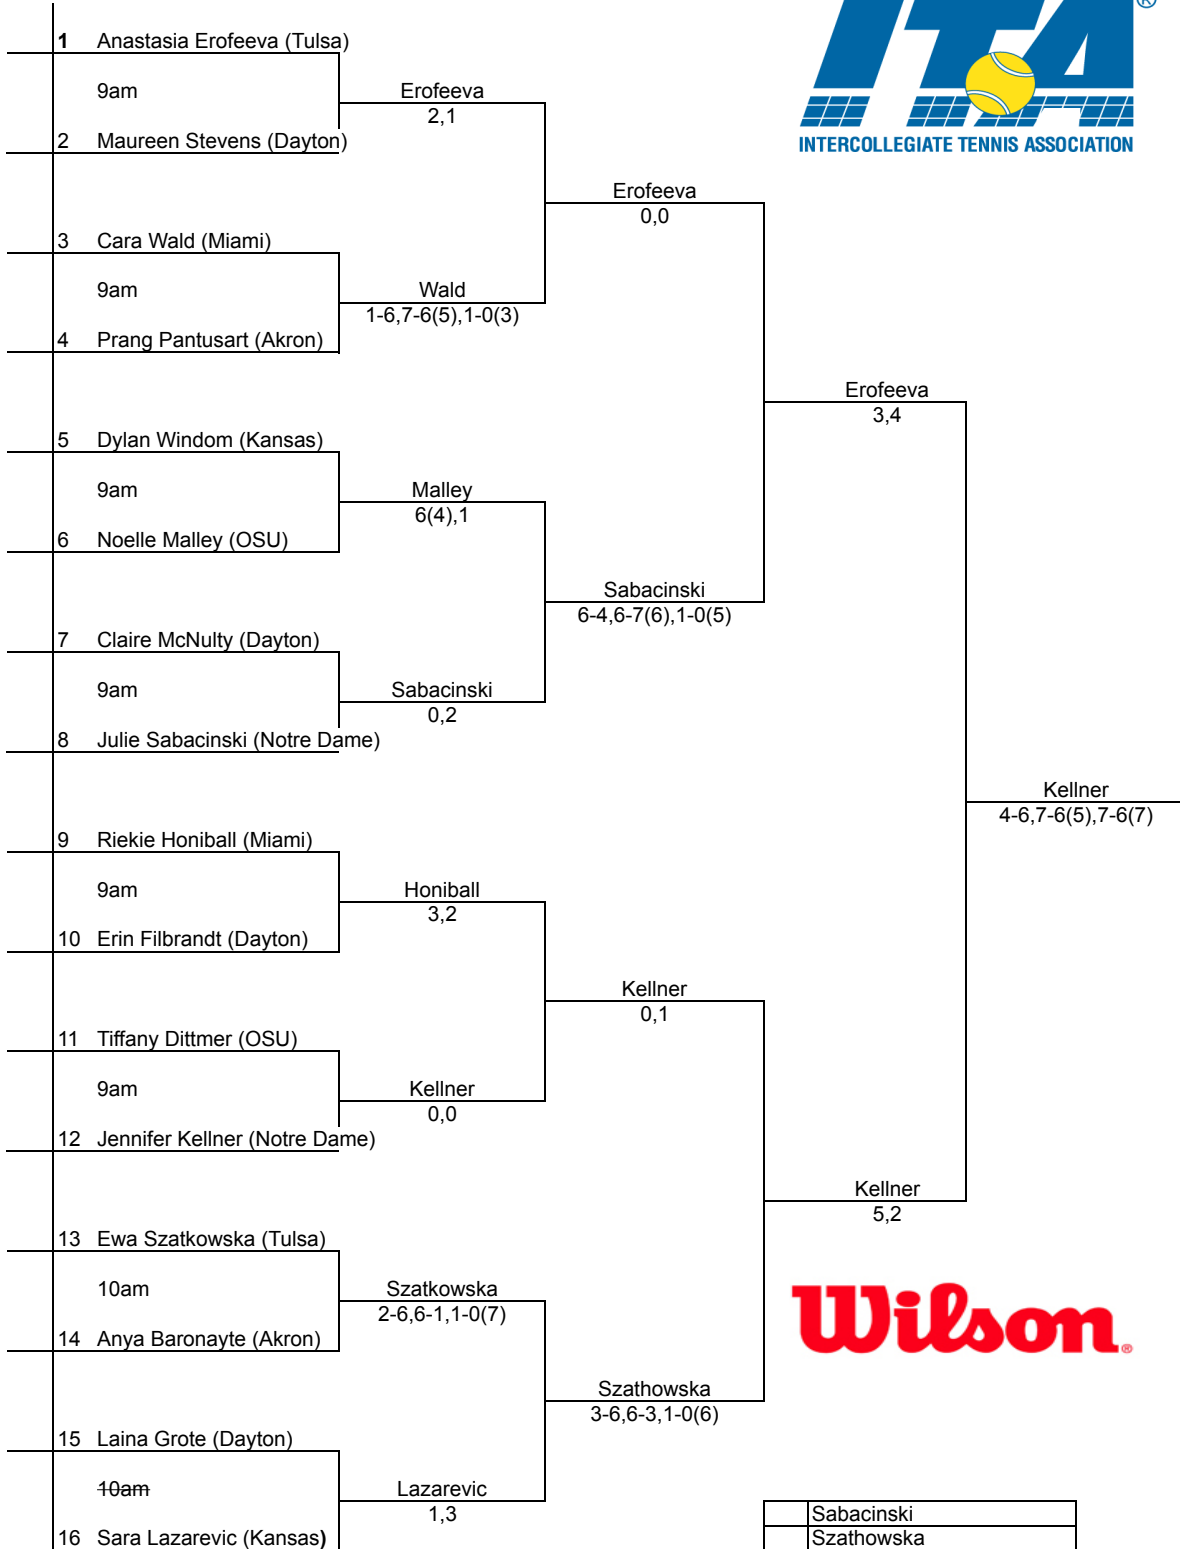 1 Anastasia Erofeeva (Tulsa)
9am
Erofeeva
2,1
2 Maureen Stevens (Dayton)
®
ITA
INTERCOLLEGIATE TENNIS ASSOCIATION
Erofeeva
0,0
3 Cara Wald (Miami)
9am
Wald
1-6,7-6(5),1-0(3)
4 Prang Pantusart (Akron)
Erofeeva
3,4
5 Dylan Windom (Kansas)
9am
Malley
6(4),1
6 Noelle Malley (OSU)
Sabacinski
6-4,6-7(6),1-0(5)
7 Claire McNulty (Dayton)
9am
Sabacinski
0,2
8 Julie Sabacinski (Notre Dame)
Kellner
4-6,7-6(5),7-6(7)
9 Riekie Honiball (Miami)
9am
Honiball
3,2
10 Erin Filbrandt (Dayton)
Kellner
0,1
11 Tiffany Dittmer (OSU)
9am
Kellner
0,0
12 Jennifer Kellner (Notre Dame)
Kellner
5,2
13 Ewa Szatkowska (Tulsa)
10am
Szatkowska
2-6,6-1,1-0(7)
14 Anya Baronayte (Akron)
Wilson®
Szathowska
3-6,6-3,1-0(6)
15 Laina Grote (Dayton)
10am
Lazarevic
1,3
16 Sara Lazarevic (Kansas)
Sabacinski
Szathowska